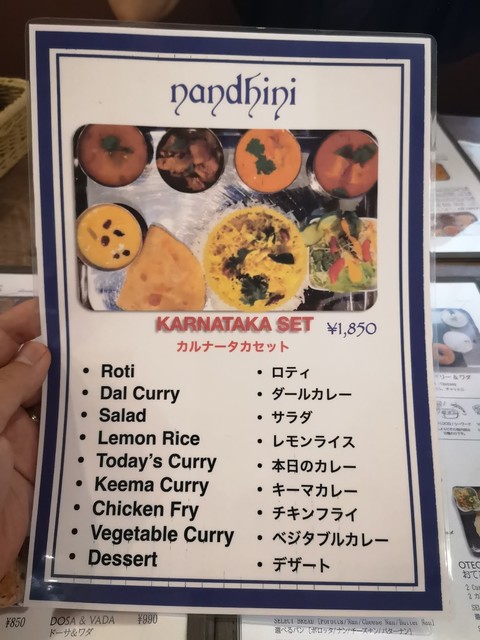 nandhini
KARNATAKA SET ¥1,850
カルナータカセット
• Roti
• Dal Curry
• Salad
• Lemon Rice
• Today's Curry
• Keema Curry
• Chicken Fry
• Vegetable Curry
• Dessert
• ロティ
• ダールカレー
• サラダ
• レモンライス
• 本日のカレー
• キーマカレー
• チキンフライ
• ベジタブルカレー
• デザート
¥850
DOSA & VADA ¥990
ドーサ&ワダ